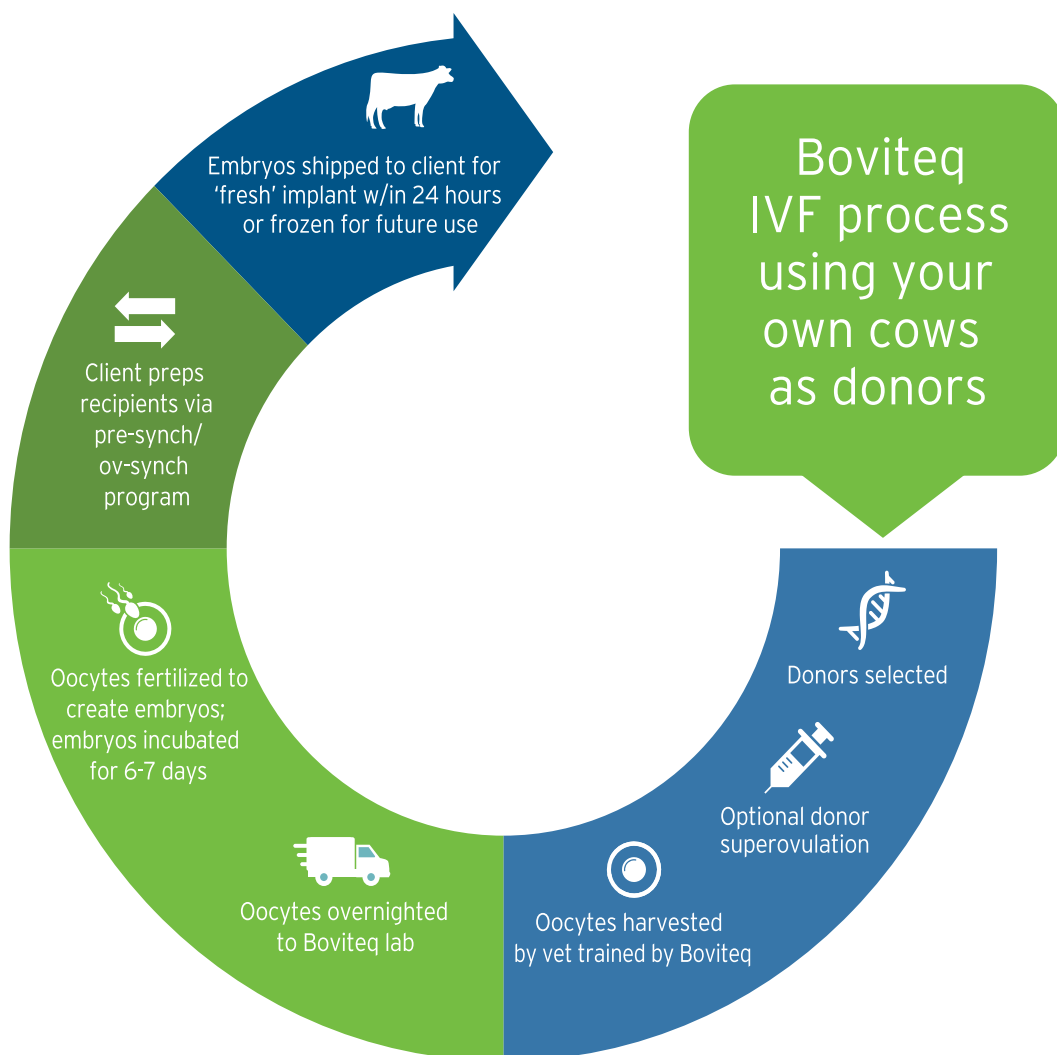 Boviteq
IVF process
using your
own cows
as donors
Donors selected
Optional donor
superovulation
Oocytes harvested
by vet trained by Boviteq
Oocytes overnighted
to Boviteq lab
Oocytes fertilized to
create embryos;
embryos incubated
for 6-7 days
Client preps
recipients via
pre-synch/
ov-synch
program
Embryos shipped to client for
‘fresh’ implant w/in 24 hours
or frozen for future use